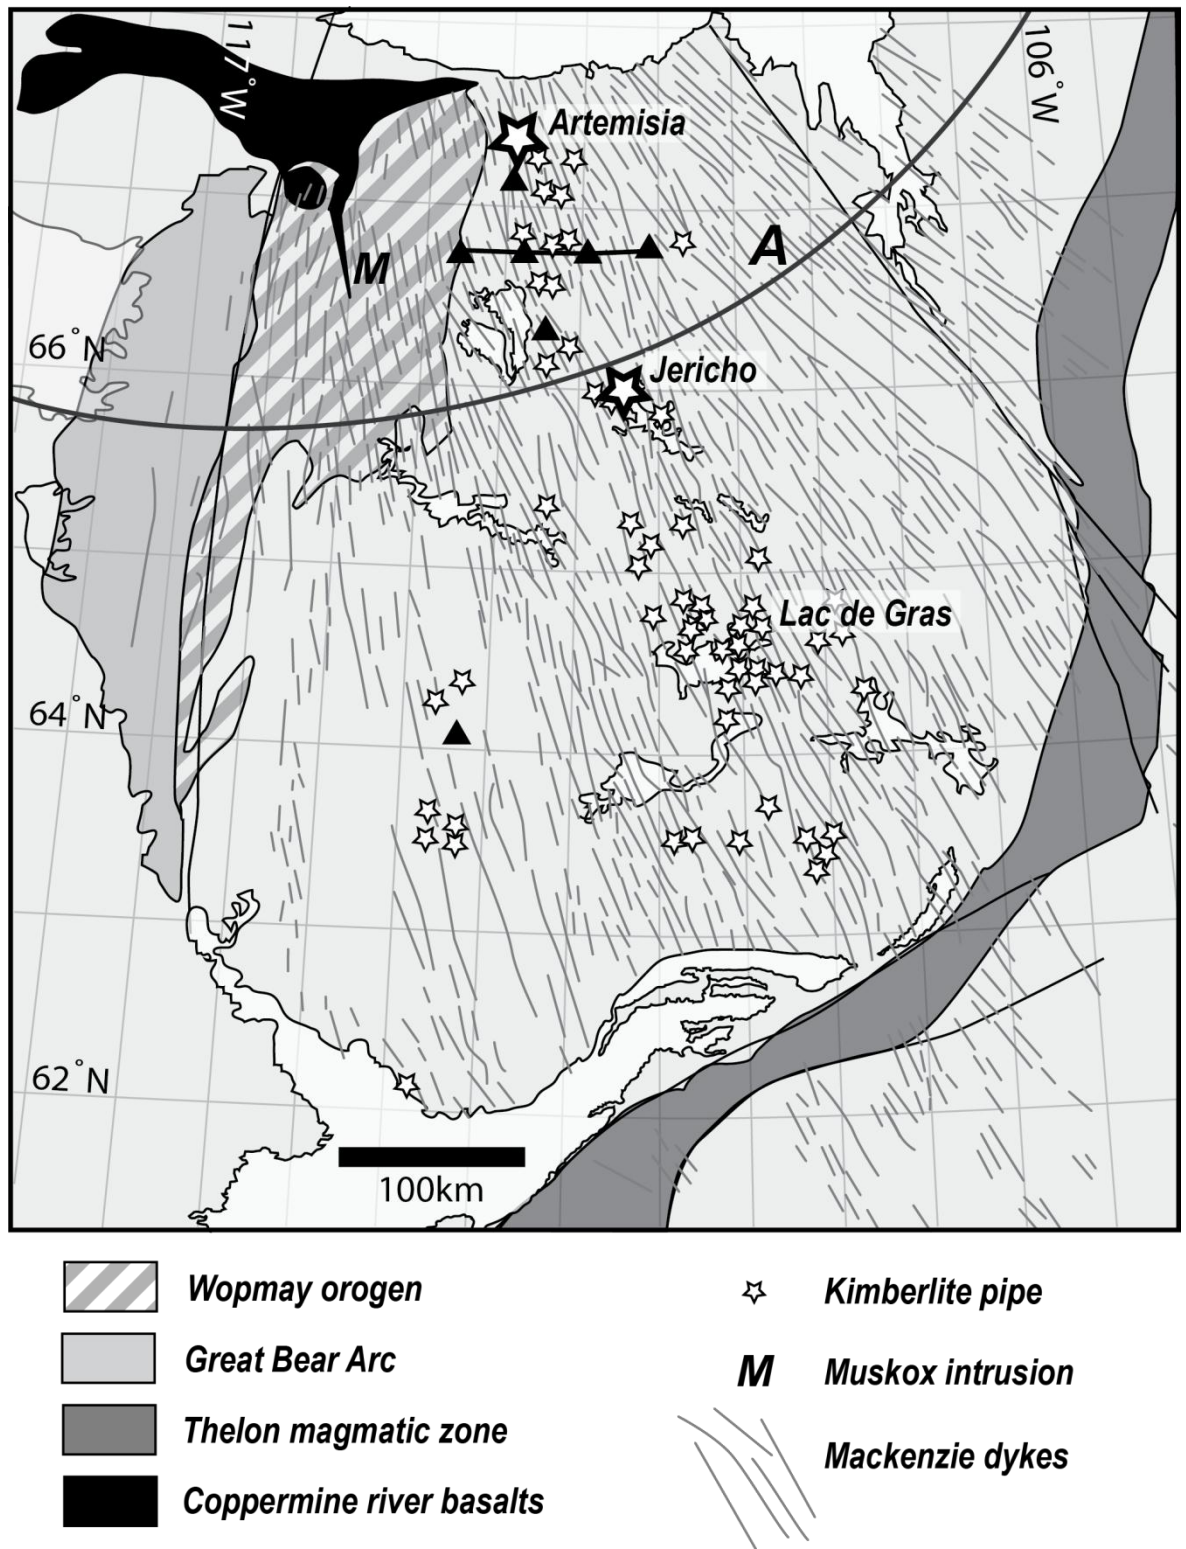 117°W
106°W
Artemisia
A
M
66°N
Jericho
Lac de Gras
64°N
62°N
100km
Wopmay orogen
Great Bear Arc
Thelon magmatic zone
Coppermine river basalts
Kimberlite pipe
M Muskox intrusion
Mackenzie dykes